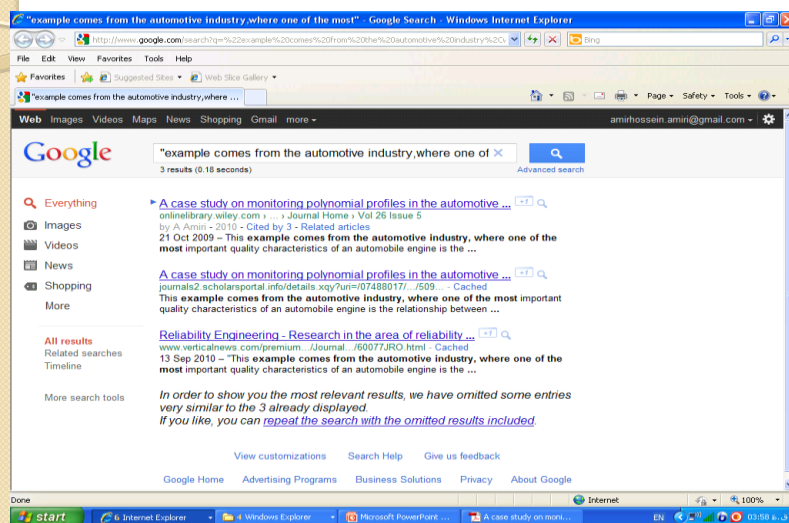 "example comes from the automotive industry,where one of the most" - Google Search - Windows Internet Explorer
http://www.google.com/search?q=%22example%20comes%20from%20the%20automotive%20industry%2C
Bing
File Edit View Favorites Tools Help
Favorites Suggested Sites Web Slice Gallery
"example comes from the automotive industry,where ...
Page Safety Tools
Web Images Videos Maps News Shopping Gmail more
amirhossein.amiri@gmail.com
Google
"example comes from the automotive industry,where one of
3 results (0.18 seconds)
Advanced search
Everything
Images
Videos
News
Shopping
More
All results
Related searches
Timeline
More search tools
A case study on monitoring polynomial profiles in the automotive ... +1
onlinelibrary.wiley.com › ... › Journal Home › Vol 26 Issue 5
by A Amiri - 2010 - Cited by 3 - Related articles
21 Oct 2009 – This example comes from the automotive industry, where one of the
most important quality characteristics of an automobile engine is the ...
A case study on monitoring polynomial profiles in the automotive ... +1
journals2.scholarsportal.info/details.xqy?uri=/07488017/.../509... - Cached
This example comes from the automotive industry, where one of the most important
quality characteristics of an automobile engine is the relationship between ...
Reliability Engineering - Research in the area of reliability ... +1
www.verticalnews.com/premium.../Journal.../60077JRO.html - Cached
13 Sep 2010 – "This example comes from the automotive industry, where one of the
most important quality characteristics of an automobile engine is the ...
In order to show you the most relevant results, we have omitted some entries
very similar to the 3 already displayed.
If you like, you can repeat the search with the omitted results included.
View customizations Search Help Give us feedback
Google Home Advertising Programs Business Solutions Privacy About Google
Done
Internet
100%
start
6 Internet Explorer
4 Windows Explorer
Microsoft PowerPoint ...
A case study on moni...
EN
03:58 ق.ظ